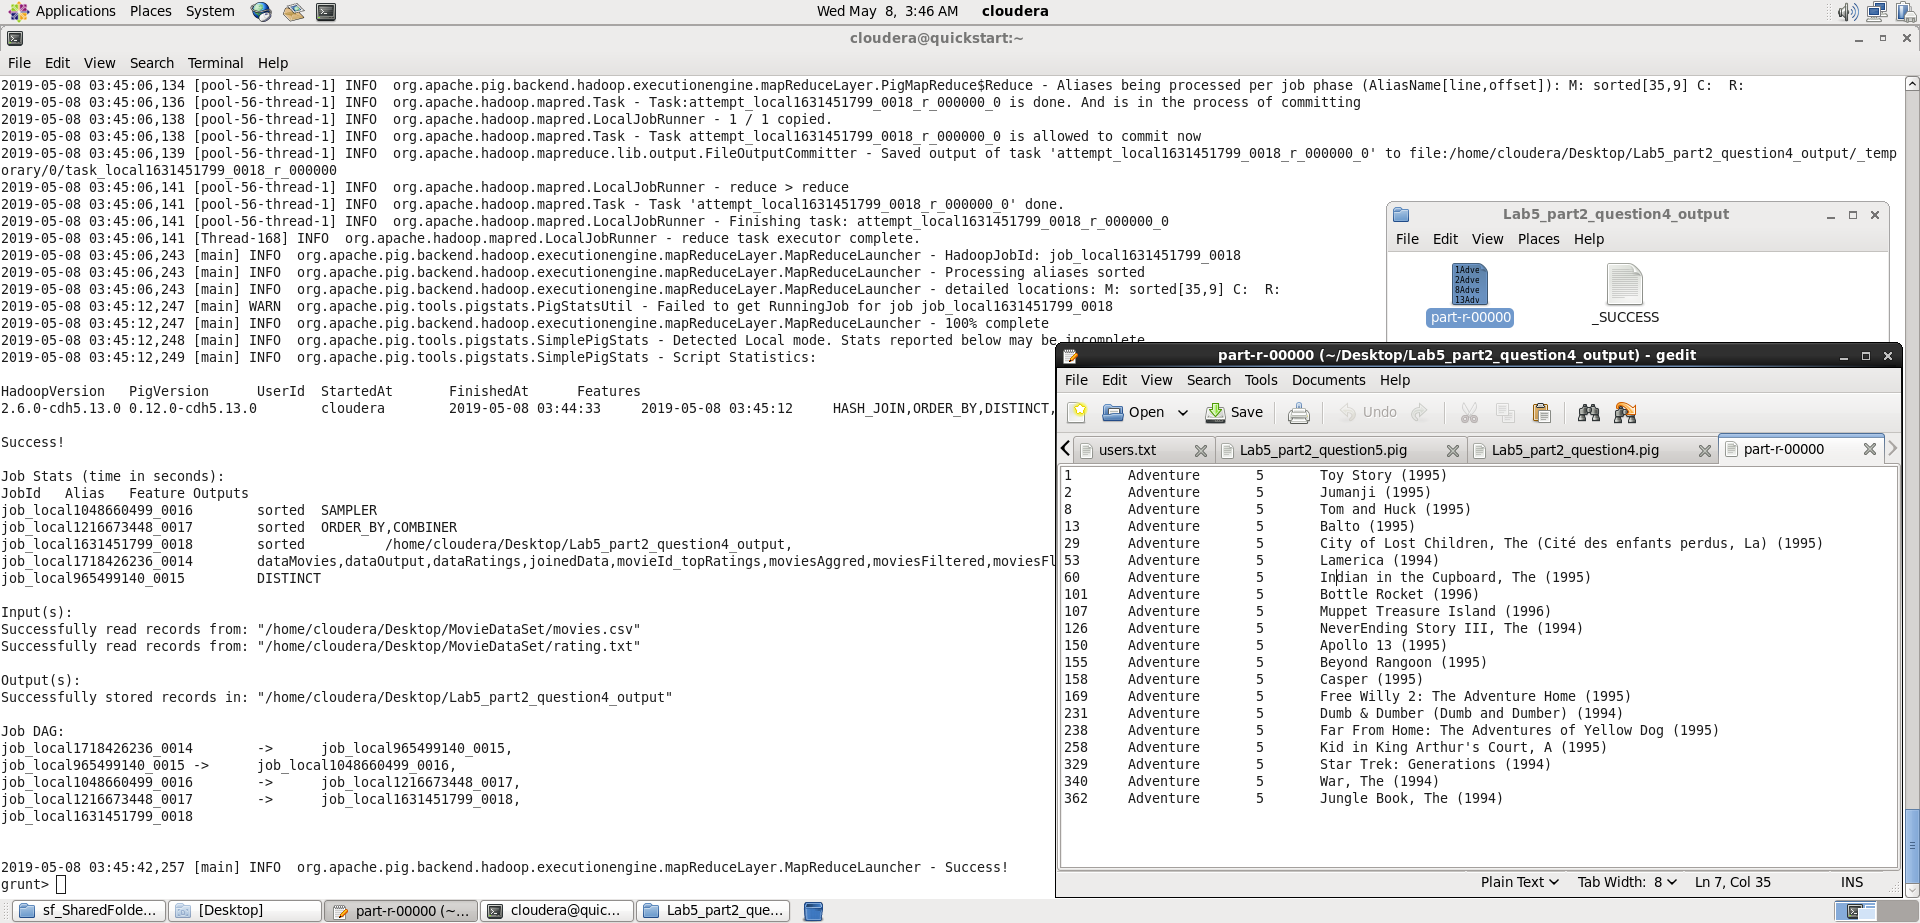 Applications Places System Wed May 8, 3:46 AM cloudera
cloudera@quickstart:~
File Edit View Search Terminal Help
2019-05-08 03:45:06,134 [pool-56-thread-1] INFO org.apache.pig.backend.hadoop.executionengine.mapReduceLayer.PigMapReduce$Reduce - Aliases being processed per job phase (AliasName[line,offset]): M: sorted[35,9] C: R:
2019-05-08 03:45:06,136 [pool-56-thread-1] INFO org.apache.hadoop.mapred.Task - Task:attempt_local1631451799_0018_r_000000_0 is done. And is in the process of committing
2019-05-08 03:45:06,138 [pool-56-thread-1] INFO org.apache.hadoop.mapred.LocalJobRunner - 1 / 1 copied.
2019-05-08 03:45:06,138 [pool-56-thread-1] INFO org.apache.hadoop.mapred.Task - Task attempt_local1631451799_0018_r_000000_0 is allowed to commit now
2019-05-08 03:45:06,139 [pool-56-thread-1] INFO org.apache.hadoop.mapreduce.lib.output.FileOutputCommitter - Saved output of task 'attempt_local1631451799_0018_r_000000_0' to file:/home/cloudera/Desktop/Lab5_part2_question4_output/_temp
orary/0/task_local1631451799_0018_r_000000
2019-05-08 03:45:06,141 [pool-56-thread-1] INFO org.apache.hadoop.mapred.LocalJobRunner - reduce > reduce
2019-05-08 03:45:06,141 [pool-56-thread-1] INFO org.apache.hadoop.mapred.Task - Task 'attempt_local1631451799_0018_r_000000_0' done.
2019-05-08 03:45:06,141 [pool-56-thread-1] INFO org.apache.hadoop.mapred.LocalJobRunner - Finishing task: attempt_local1631451799_0018_r_000000_0
2019-05-08 03:45:06,141 [Thread-168] INFO org.apache.hadoop.mapred.LocalJobRunner - reduce task executor complete.
2019-05-08 03:45:06,243 [main] INFO org.apache.pig.backend.hadoop.executionengine.mapReduceLayer.MapReduceLauncher - HadoopJobId: job_local1631451799_0018
2019-05-08 03:45:06,243 [main] INFO org.apache.pig.backend.hadoop.executionengine.mapReduceLayer.MapReduceLauncher - Processing aliases sorted
2019-05-08 03:45:06,243 [main] INFO org.apache.pig.backend.hadoop.executionengine.mapReduceLayer.MapReduceLauncher - detailed locations: M: sorted[35,9] C: R:
2019-05-08 03:45:12,247 [main] WARN org.apache.pig.tools.pigstats.PigStatsUtil - Failed to get RunningJob for job job_local1631451799_0018
2019-05-08 03:45:12,247 [main] INFO org.apache.pig.backend.hadoop.executionengine.mapReduceLayer.MapReduceLauncher - 100% complete
2019-05-08 03:45:12,248 [main] INFO org.apache.pig.tools.pigstats.SimplePigStats - Detected Local mode. Stats reported below may be incomplete
2019-05-08 03:45:12,249 [main] INFO org.apache.pig.tools.pigstats.SimplePigStats - Script Statistics:
HadoopVersion PigVersion UserId StartedAt FinishedAt Features
2.6.0-cdh5.13.0 0.12.0-cdh5.13.0 cloudera 2019-05-08 03:44:33 2019-05-08 03:45:12 HASH_JOIN,ORDER_BY,DISTINCT,
Success!
Job Stats (time in seconds):
JobId Alias Feature Outputs
job_local1048660499_0016 sorted SAMPLER
job_local1216673448_0017 sorted ORDER_BY,COMBINER
job_local1631451799_0018 sorted /home/cloudera/Desktop/Lab5_part2_question4_output,
job_local1718426236_0014 dataMovies,dataOutput,dataRatings,joinedData,movieId_topRatings,moviesAggred,moviesFiltered,moviesFl
job_local965499140_0015 DISTINCT
Input(s):
Successfully read records from: "/home/cloudera/Desktop/MovieDataSet/movies.csv"
Successfully read records from: "/home/cloudera/Desktop/MovieDataSet/rating.txt"
Output(s):
Successfully stored records in: "/home/cloudera/Desktop/Lab5_part2_question4_output"
Job DAG:
job_local1718426236_0014 -> job_local965499140_0015,
job_local965499140_0015 -> job_local1048660499_0016,
job_local1048660499_0016 -> job_local1216673448_0017,
job_local1216673448_0017 -> job_local1631451799_0018,
job_local1631451799_0018
2019-05-08 03:45:42,257 [main] INFO org.apache.pig.backend.hadoop.executionengine.mapReduceLayer.MapReduceLauncher - Success!
grunt>
Lab5_part2_question4_output
File Edit View Places Help
1Adve
2Adve
8Adve
13Adv
part-r-00000 _SUCCESS
part-r-00000 (~/Desktop/Lab5_part2_question4_output) - gedit
File Edit View Search Tools Documents Help
Open Save Undo
users.txt Lab5_part2_question5.pig Lab5_part2_question4.pig part-r-00000
1 Adventure 5 Toy Story (1995)
2 Adventure 5 Jumanji (1995)
8 Adventure 5 Tom and Huck (1995)
13 Adventure 5 Balto (1995)
29 Adventure 5 City of Lost Children, The (Cité des enfants perdus, La) (1995)
53 Adventure 5 Lamerica (1994)
60 Adventure 5 Indian in the Cupboard, The (1995)
101 Adventure 5 Bottle Rocket (1996)
107 Adventure 5 Muppet Treasure Island (1996)
126 Adventure 5 NeverEnding Story III, The (1994)
150 Adventure 5 Apollo 13 (1995)
155 Adventure 5 Beyond Rangoon (1995)
158 Adventure 5 Casper (1995)
169 Adventure 5 Free Willy 2: The Adventure Home (1995)
231 Adventure 5 Dumb & Dumber (Dumb and Dumber) (1994)
238 Adventure 5 Far From Home: The Adventures of Yellow Dog (1995)
258 Adventure 5 Kid in King Arthur's Court, A (1995)
329 Adventure 5 Star Trek: Generations (1994)
340 Adventure 5 War, The (1994)
362 Adventure 5 Jungle Book, The (1994)
Plain Text Tab Width: 8 Ln 7, Col 35 INS
sf_SharedFolde... [Desktop] part-r-00000 (~... cloudera@quic... Lab5_part2_que...